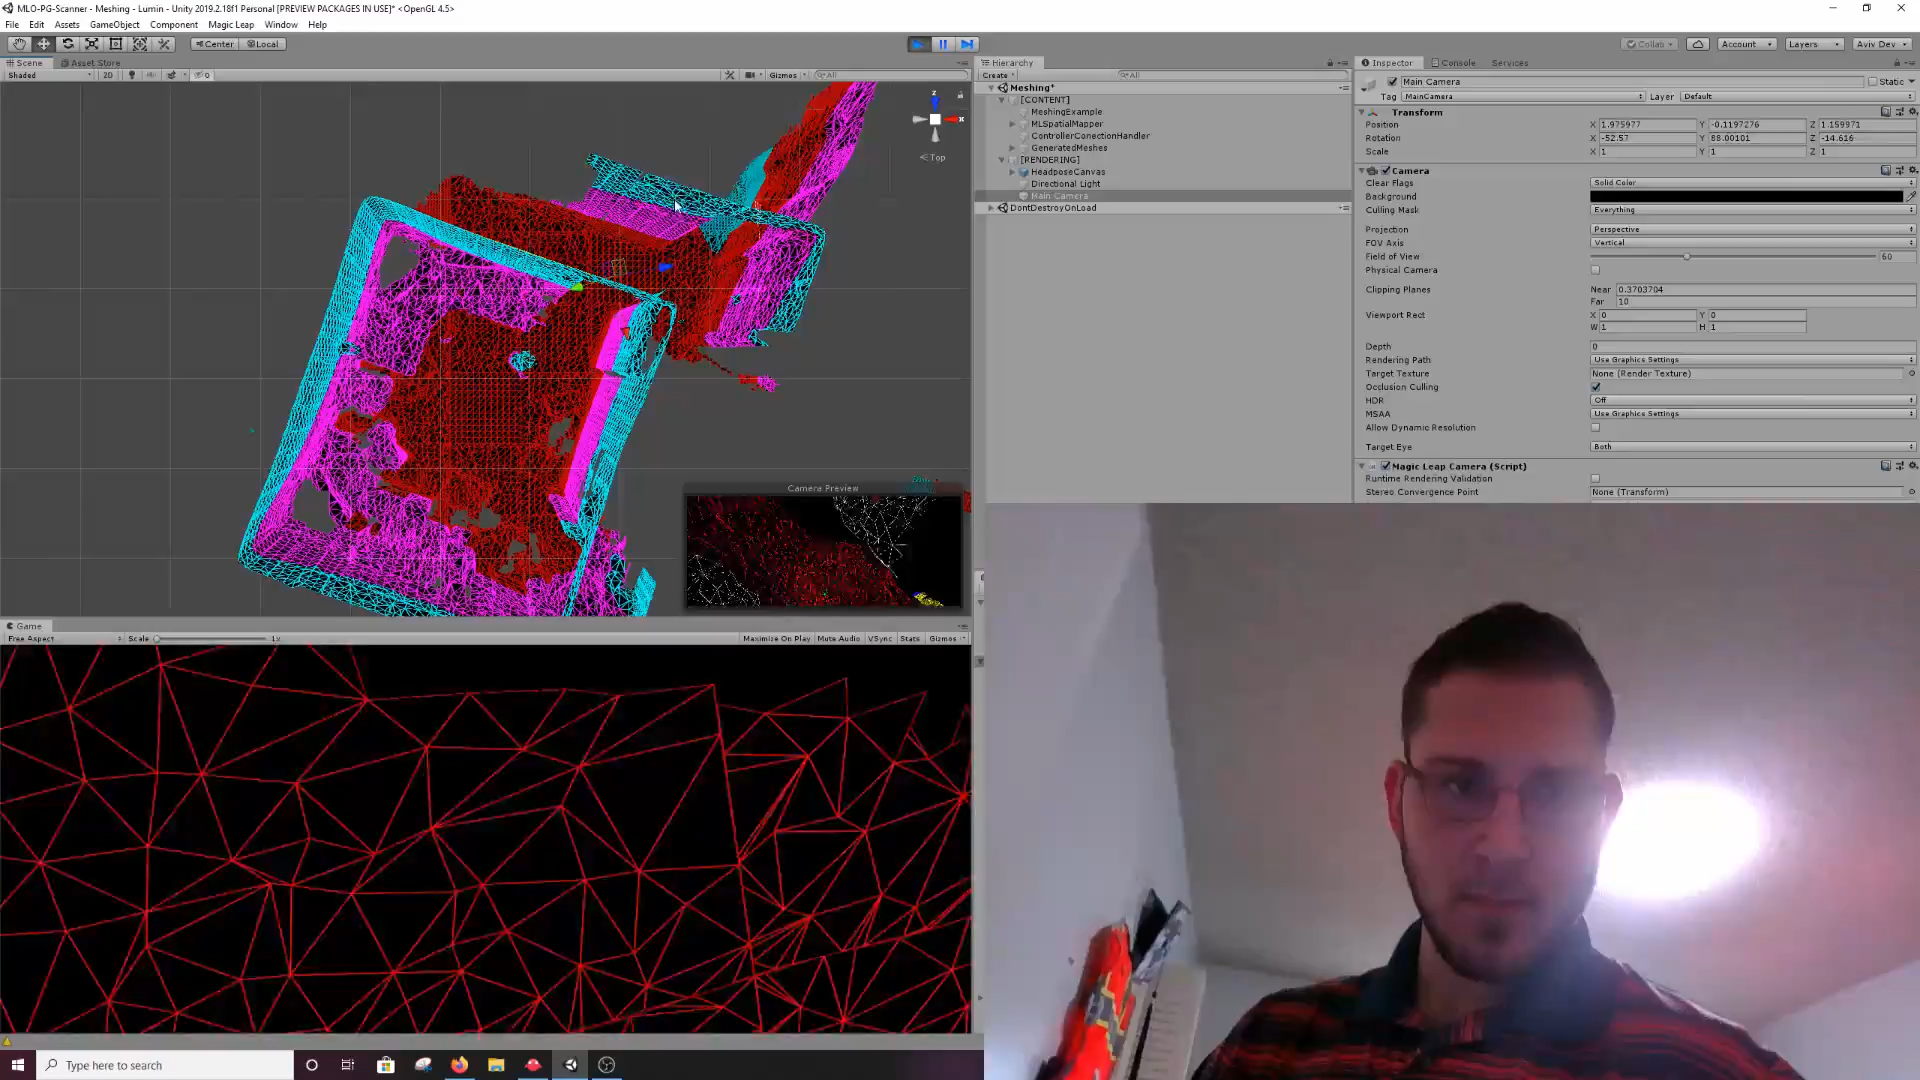 MLO-PG-Scanner - Meshing - Lumin - Unity 2019.2.18f1 Personal [PREVIEW PACKAGES IN USE]* <OpenGL 4.5>
File Edit Assets GameObject Component Magic Leap Window Help
Center Local
Collab Account Layers Aviv Dev
Scene Asset Store
Shaded 2D 0 Gizmos All
z
x
Top
Camera Preview
Game
Free Aspect Scale 1x Maximize On Play Mute Audio VSync Stats Gizmos
Hierarchy
Create All
Meshing*
[CONTENT]
MeshingExample
MLSpatialMapper
ControllerConectionHandler
GeneratedMeshes
[RENDERING]
HeadposeCanvas
Directional Light
Main Camera
DontDestroyOnLoad
Inspector Console Services
Main Camera Static
Tag MainCamera Layer Default
Transform
Position X 1.975977 Y -0.1197276 Z 1.159971
Rotation X -52.57 Y 88.00101 Z -14.616
Scale X 1 Y 1 Z 1
Camera
Clear Flags Solid Color
Background
Culling Mask Everything
Projection Perspective
FOV Axis Vertical
Field of View 60
Physical Camera
Clipping Planes Near 0.3703704
Far 10
Viewport Rect X 0 Y 0
W 1 H 1
Depth 0
Rendering Path Use Graphics Settings
Target Texture None (Render Texture)
Occlusion Culling
HDR Off
MSAA Use Graphics Settings
Allow Dynamic Resolution
Target Eye Both
Magic Leap Camera (Script)
Runtime Rendering Validation
Stereo Convergence Point None (Transform)
Type here to search